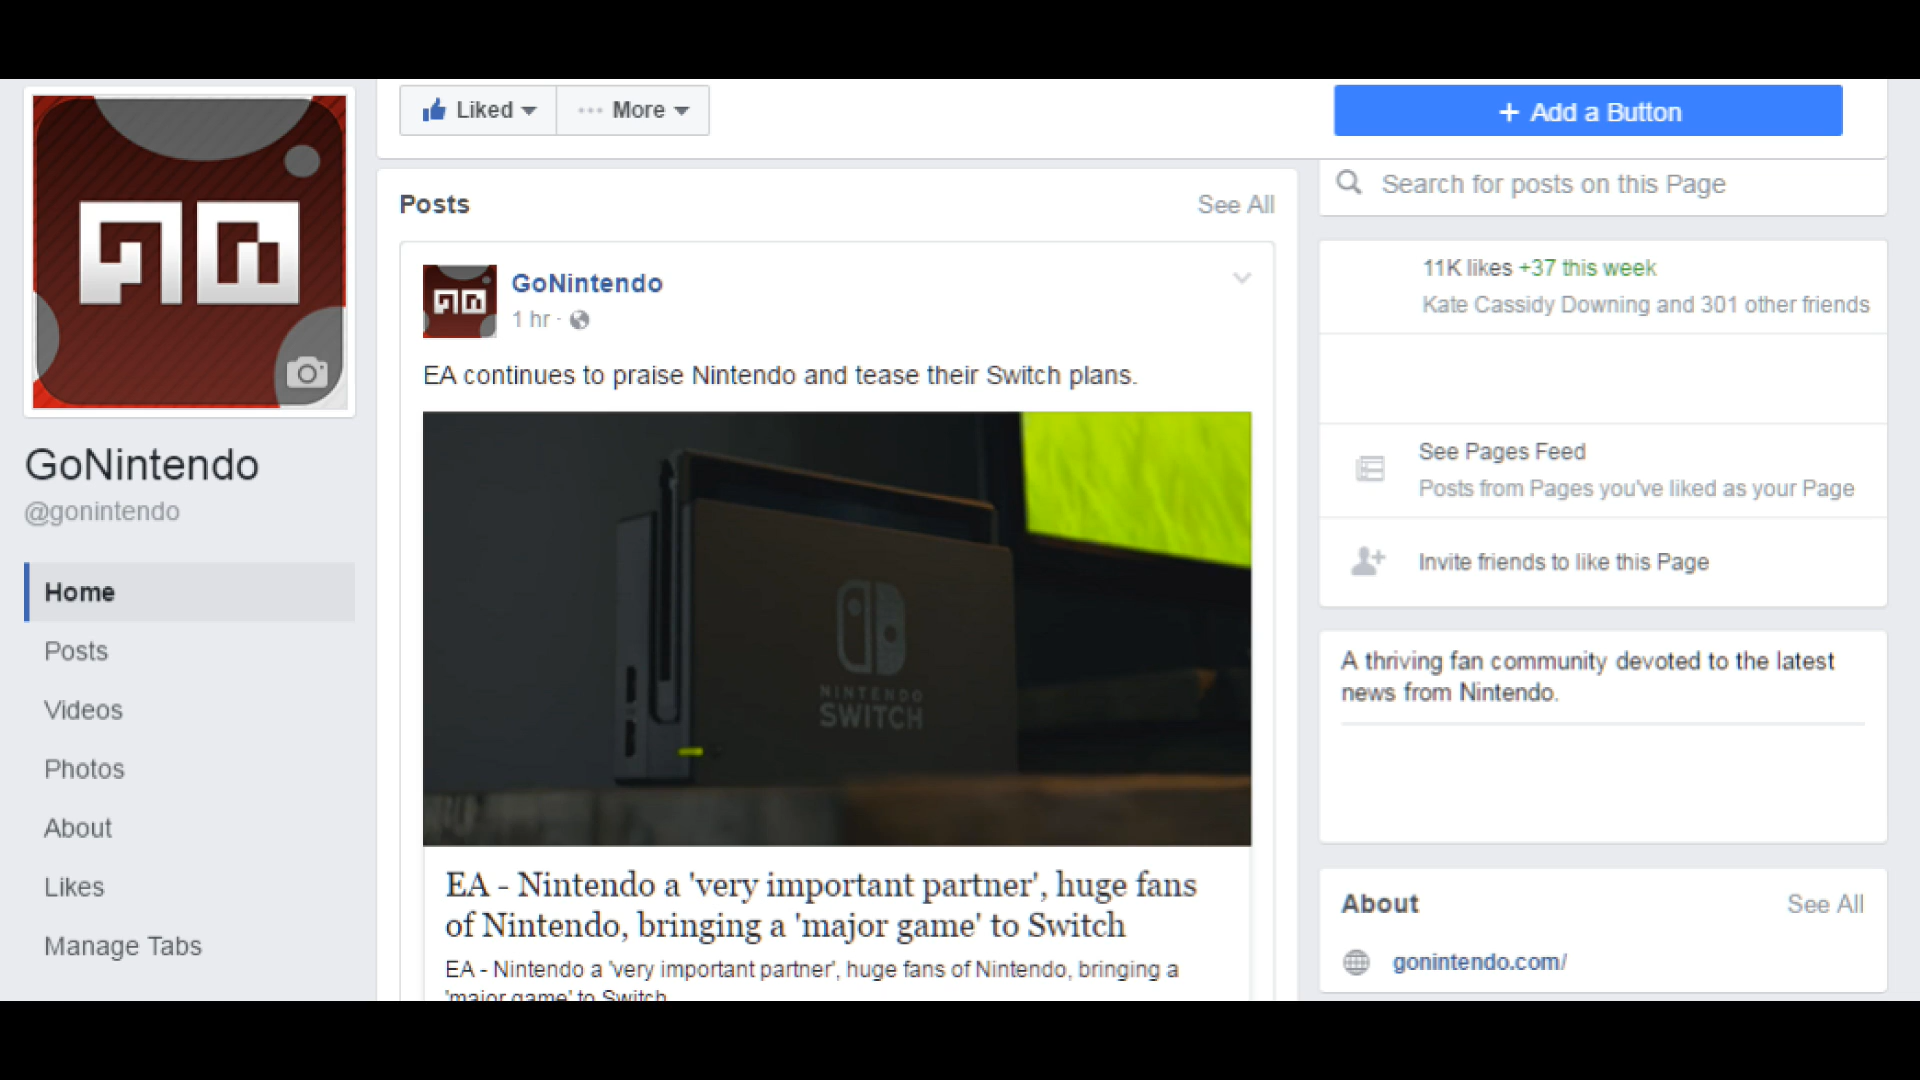 Liked
More
+ Add a Button
GoNintendo
@gonintendo
Home
Posts
Videos
Photos
About
Likes
Manage Tabs
Posts
See All
GoNintendo
1 hr ·
EA continues to praise Nintendo and tease their Switch plans.
NINTENDO
SWITCH
EA - Nintendo a 'very important partner', huge fans
of Nintendo, bringing a 'major game' to Switch
EA - Nintendo a 'very important partner', huge fans of Nintendo, bringing a
'major game' to Switch
Search for posts on this Page
11K likes +37 this week
Kate Cassidy Downing and 301 other friends
See Pages Feed
Posts from Pages you've liked as your Page
Invite friends to like this Page
A thriving fan community devoted to the latest
news from Nintendo.
About
See All
gonintendo.com/